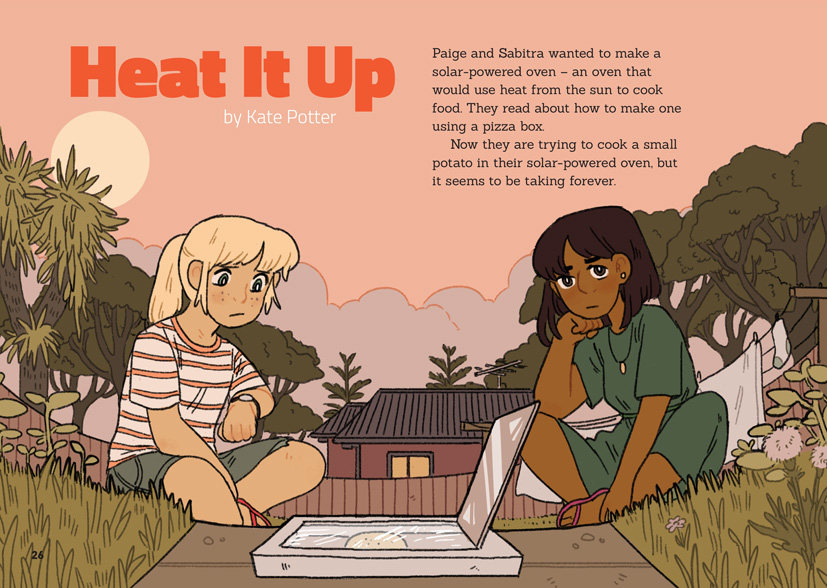 Heat It Up
by Kate Potter
Paige and Sabitra wanted to make a
solar-powered oven – an oven that
would use heat from the sun to cook
food. They read about how to make one
using a pizza box.
Now they are trying to cook a small
potato in their solar-powered oven, but
it seems to be taking forever.
26